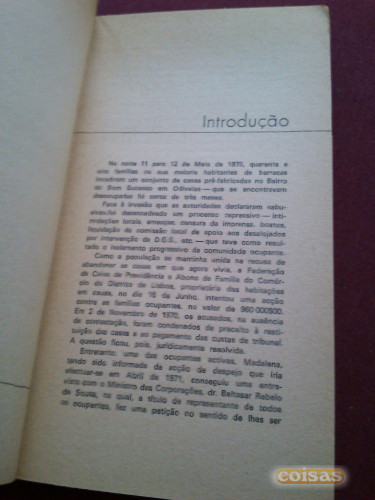 Introdução
Na noite 11 para 12 de Maio de 1970, quarenta e
oito famílias na sua maioria habitantes de barracas
invadiram um conjunto de casas pré-fabricadas no Bairro
do Bom Sucesso em Odivelas — que se encontravam
desocupadas há cerca de três meses.
Face à invasão que as autoridades declararam
desencadeado um processo repressivo — inti-
midações locais, ameaças, censura da imprensa, boatos,
liquidação da comissão local de apoio aos desalojados
por intervenção da D.G.S., etc. — que teve como resul-
tado o isolamento progressivo da comunidade ocupante.
Como a população se mantinha unida na recusa de
abandonar as casas em que agora vivia, a Federação
de Caixa de Previdência e Abono de Família do Comér-
cio do Distrito de Lisboa, proprietária das habitações
em causa, no dia 16 de Junho, intentou uma acção
contra as famílias ocupantes, no valor de 960 000$00.
Em 2 de Novembro de 1970, os acusados, na ausência
de contestação, foram condenados de preceito à resti-
tuição das casas e ao pagamento das custas de tribunal.
A questão ficou, pois, juridicamente resolvida.
Entretanto, uma das ocupantes activas, Madalena,
tendo sido informada da acção de despejo que iria
efectuar-se em Abril de 1971, conseguiu uma entre-
vista com o Ministro das Corporações, dr. Baltasar Rebelo
de Sousa, na qual, a título de representante de todos
os ocupantes, fez uma petição no sentido de lhes ser
coisas